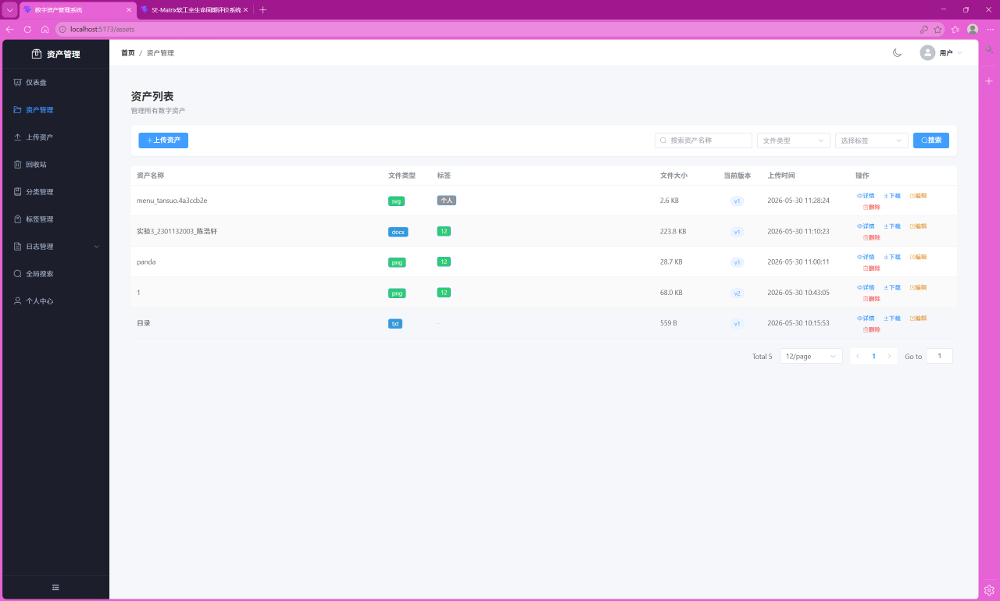 数字资产管理系统
SE-Matrix软工全生命周期评价系统
localhost:5173/assets
资产管理
首页 / 资产管理
用户
仪表盘
资产管理
上传资产
回收站
分类管理
标签管理
日志管理
全局搜索
个人中心
资产列表
管理所有数字资产
上传资产
搜索资产名称
文件类型
选择标签
搜索
资产名称 文件类型 标签 文件大小 当前版本 上传时间 操作
menu_tansuo.4a3ccb2e svg 个人 2.6 KB v1 2026-05-30 11:28:24 详情 下载 编辑
删除
实验3_2301132003_陈浩轩 docx 12 223.8 KB v1 2026-05-30 11:10:23 详情 下载 编辑
删除
panda png 12 28.7 KB v1 2026-05-30 11:00:11 详情 下载 编辑
删除
1 png 12 68.0 KB v2 2026-05-30 10:43:05 详情 下载 编辑
删除
目录 txt - 559 B v1 2026-05-30 10:15:53 详情 下载 编辑
删除
Total 5 12/page 1 Go to 1